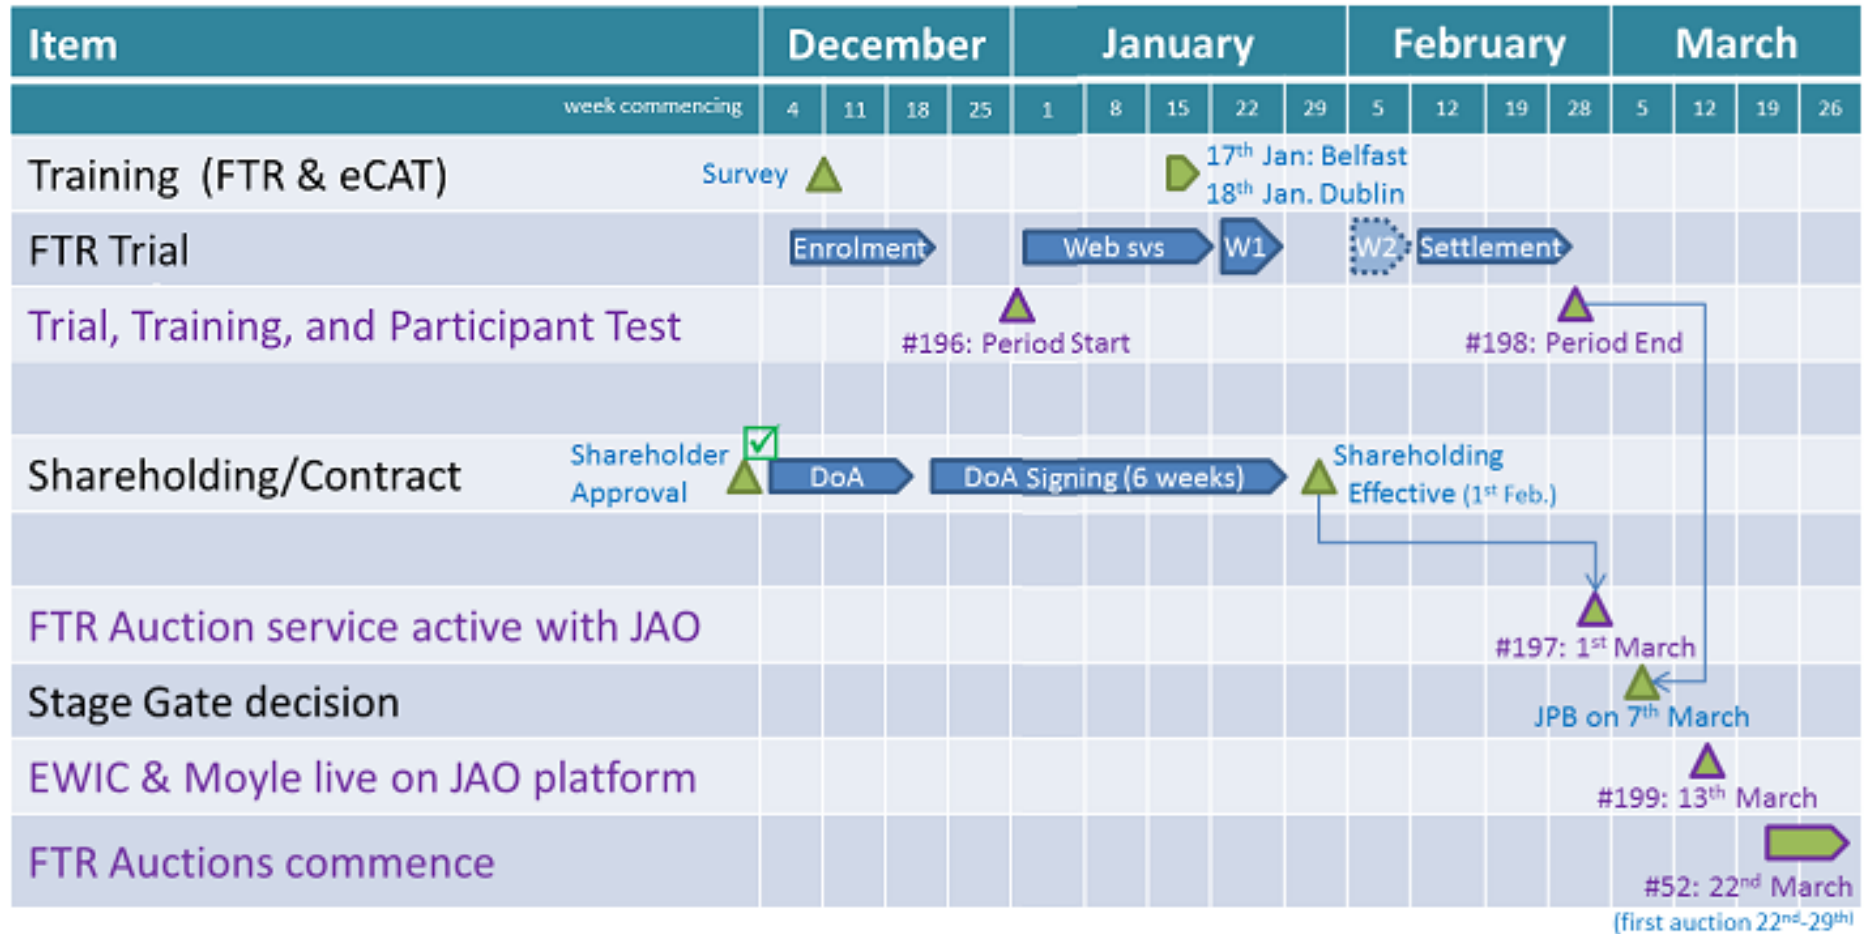 Item December January February March
week commencing 4 11 18 25 1 8 15 22 29 5 12 19 28 5 12 19 26
Training (FTR & eCAT) Survey 17th Jan: Belfast
18th Jan. Dublin
FTR Trial Enrolment Web svs W1 W2 Settlement
Trial, Training, and Participant Test
#196: Period Start #198: Period End
Shareholder
Approval
Shareholding/Contract DoA DoA Signing (6 weeks) Shareholding
Effective (1st Feb.)
FTR Auction service active with JAO
#197: 1st March
Stage Gate decision
JPB on 7th March
EWIC & Moyle live on JAO platform
#199: 13th March
FTR Auctions commence
#52: 22nd March
(first auction 22nd-29th)